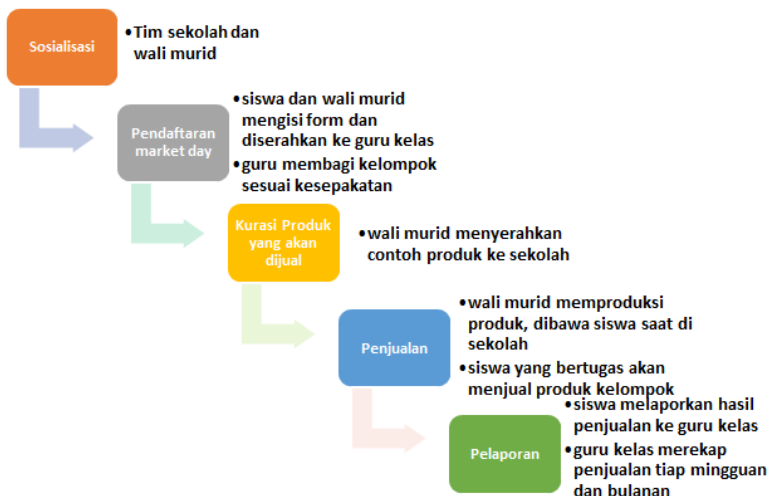 Sosialisasi
•Tim sekolah dan
wali murid
Pendaftaran
market day
•siswa dan wali murid
mengisi form dan
diserahkan ke guru kelas
•guru membagi kelompok
sesuai kesepakatan
Kurasi Produk
yang akan
dijual
•wali murid menyerahkan
contoh produk ke sekolah
Penjualan
•wali murid memproduksi
produk, dibawa siswa saat di
sekolah
•siswa yang bertugas akan
menjual produk kelompok
Pelaporan
•siswa melaporkan hasil
penjualan ke guru kelas
•guru kelas merekap
penjualan tiap mingguan
dan bulanan